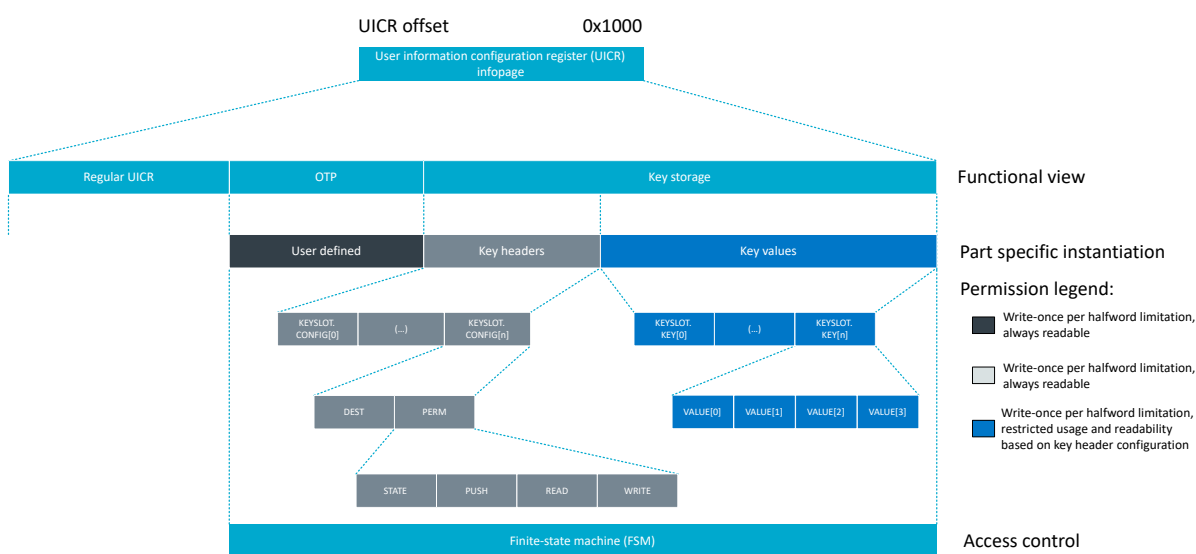 UICR offset 0x1000
User information configuration register (UICR)
infopage
Regular UICR OTP Key storage Functional view
User defined Key headers Key values Part specific instantiation
Permission legend:
KEYSLOT. CONFIG[0] (...) KEYSLOT. CONFIG[n] KEYSLOT. KEY[0] (...) KEYSLOT. KEY[n]
Write-once per halfword limitation,
always readable
Write-once per halfword limitation,
always readable
DEST PERM VALUE[0] VALUE[1] VALUE[2] VALUE[3]
Write-once per halfword limitation,
restricted usage and readability
based on key header configuration
STATE PUSH READ WRITE
Finite-state machine (FSM) Access control